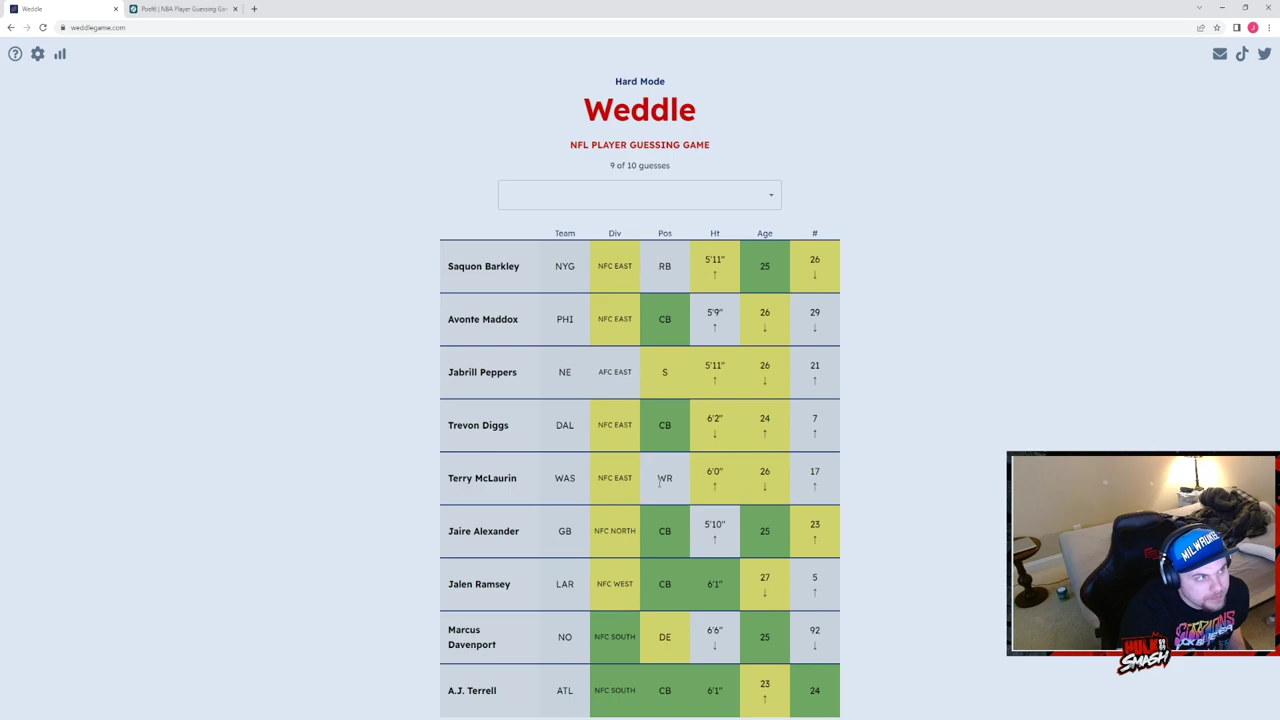 Weddle
Poeltl | NBA Player Guessing Ga
weddlegame.com
J
Hard Mode
Weddle
NFL PLAYER GUESSING GAME
9 of 10 guesses
Team Div Pos Ht Age #
Saquon Barkley NYG NFC EAST RB 5'11" ↑ 25 26 ↓
Avonte Maddox PHI NFC EAST CB 5'9" ↑ 26 ↓ 29 ↓
Jabrill Peppers NE AFC EAST S 5'11" ↑ 26 ↓ 21 ↑
Trevon Diggs DAL NFC EAST CB 6'2" ↓ 24 ↑ 7 ↑
Terry McLaurin WAS NFC EAST WR 6'0" ↑ 26 ↓ 17 ↑
Jaire Alexander GB NFC NORTH CB 5'10" ↑ 25 23 ↑
Jalen Ramsey LAR NFC WEST CB 6'1" 27 ↓ 5 ↑
Marcus Davenport NO NFC SOUTH DE 6'6" ↓ 25 92 ↓
A.J. Terrell ATL NFC SOUTH CB 6'1" 23 ↑ 24
MILWAUKEE
SCORPIONS
HULK
SMASH